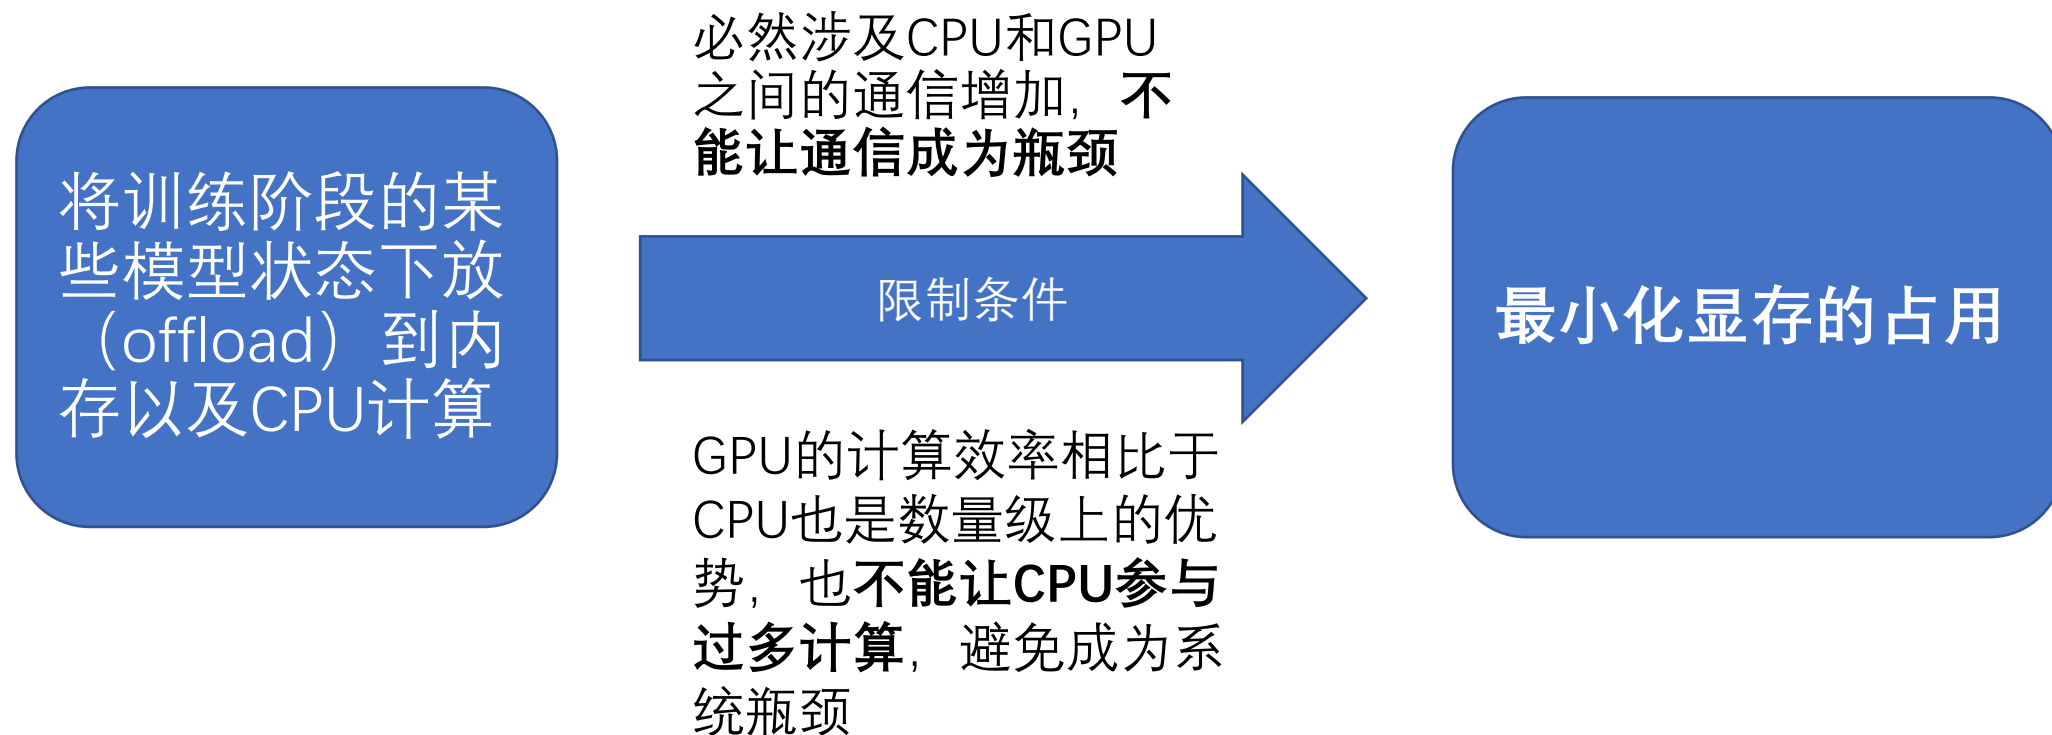 将训练阶段的某
些模型状态下放
（offload）到内
存以及CPU计算
必然涉及CPU和GPU
之间的通信增加，不
能让通信成为瓶颈
限制条件
GPU的计算效率相比于
CPU也是数量级上的优
势，也不能让CPU参与
过多计算，避免成为系
统瓶颈
最小化显存的占用